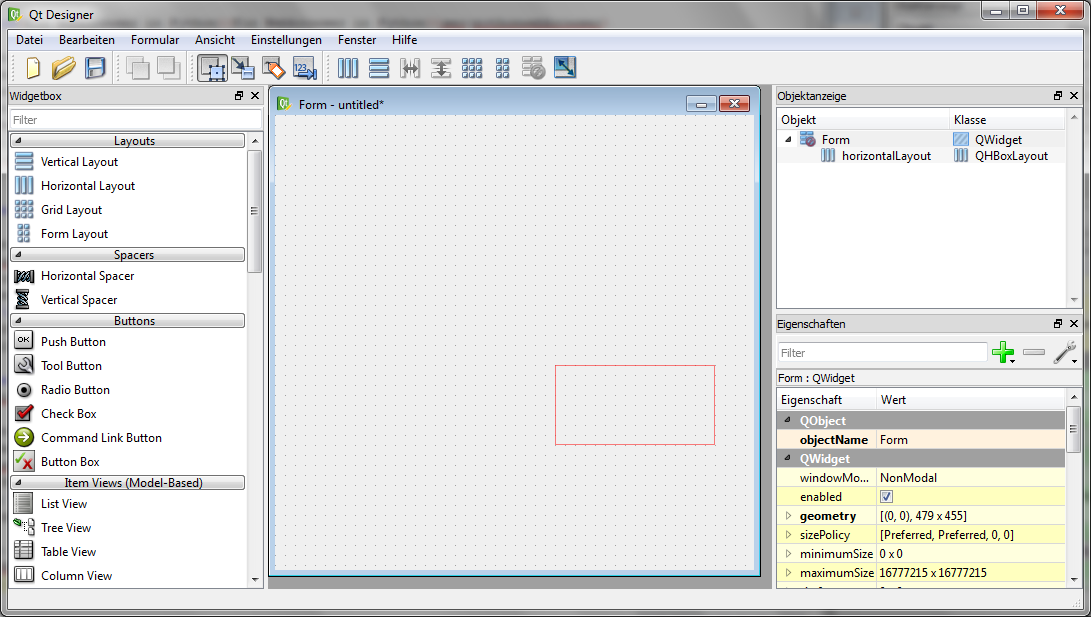 Qt Designer
Datei Bearbeiten Formular Ansicht Einstellungen Fenster Hilfe
123
Widgetbox
Filter
Layouts
Vertical Layout
Horizontal Layout
Grid Layout
Form Layout
Spacers
Horizontal Spacer
Vertical Spacer
Buttons
OK Push Button
Tool Button
Radio Button
Check Box
Command Link Button
Button Box
Item Views (Model-Based)
List View
Tree View
Table View
Column View
Form - untitled*
Objektanzeige
Objekt Klasse
Form QWidget
horizontalLayout QHBoxLayout
Eigenschaften
Filter
Form : QWidget
Eigenschaft Wert
QObject
objectName Form
QWidget
windowMo... NonModal
enabled
geometry [(0, 0), 479 x 455]
sizePolicy [Preferred, Preferred, 0, 0]
minimumSize 0 x 0
maximumSize 16777215 x 16777215